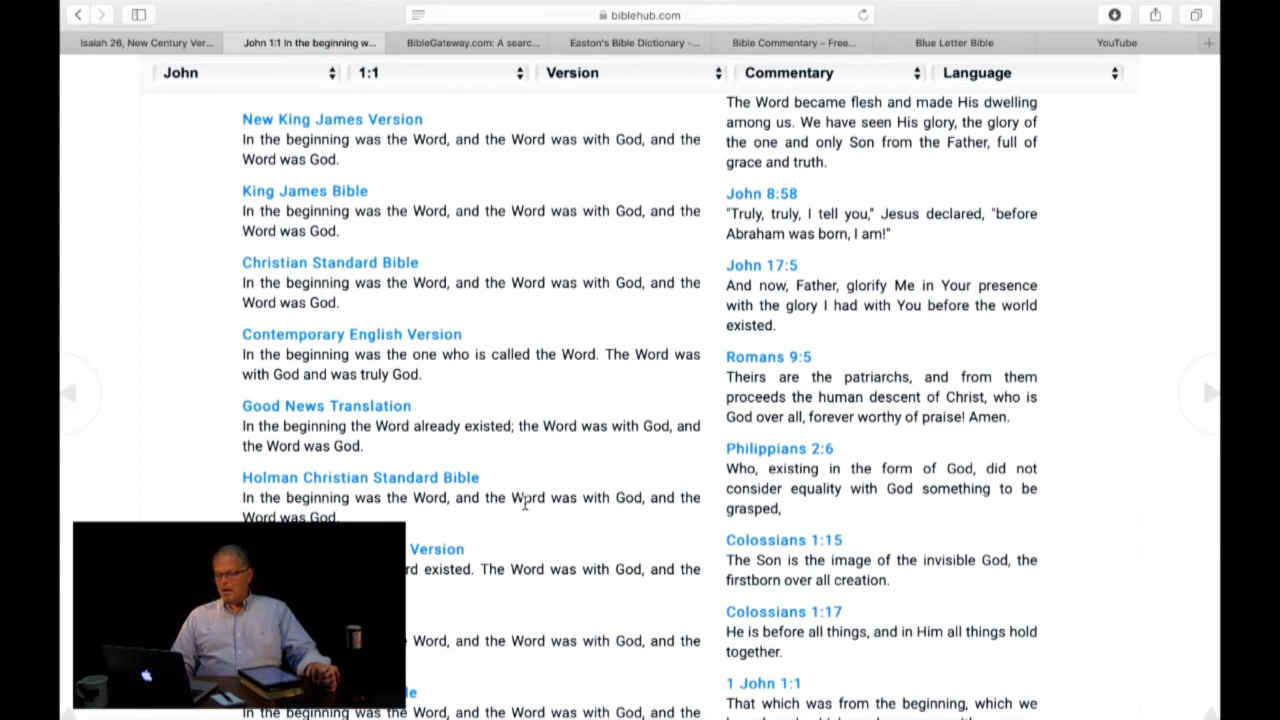 biblehub.com
Isaiah 26, New Century Ver...
John 1:1 In the beginning w...
BibleGateway.com: A searc...
Easton's Bible Dictionary -...
Bible Commentary – Free...
Blue Letter Bible
YouTube
John
1:1
Version
Commentary
Language
New King James Version
In the beginning was the Word, and the Word was with God, and the
Word was God.
King James Bible
In the beginning was the Word, and the Word was with God, and the
Word was God.
Christian Standard Bible
In the beginning was the Word, and the Word was with God, and the
Word was God.
Contemporary English Version
In the beginning was the one who is called the Word. The Word was
with God and was truly God.
Good News Translation
In the beginning the Word already existed; the Word was with God, and
the Word was God.
Holman Christian Standard Bible
In the beginning was the Word, and the Word was with God, and the
Word was God.
Version
rd existed. The Word was with God, and the
Word, and the Word was with God, and the
le
In the beginning was the Word, and the Word was with God, and the
The Word became flesh and made His dwelling
among us. We have seen His glory, the glory of
the one and only Son from the Father, full of
grace and truth.
John 8:58
"Truly, truly, I tell you," Jesus declared, "before
Abraham was born, I am!"
John 17:5
And now, Father, glorify Me in Your presence
with the glory I had with You before the world
existed.
Romans 9:5
Theirs are the patriarchs, and from them
proceeds the human descent of Christ, who is
God over all, forever worthy of praise! Amen.
Philippians 2:6
Who, existing in the form of God, did not
consider equality with God something to be
grasped,
Colossians 1:15
The Son is the image of the invisible God, the
firstborn over all creation.
Colossians 1:17
He is before all things, and in Him all things hold
together.
1 John 1:1
That which was from the beginning, which we